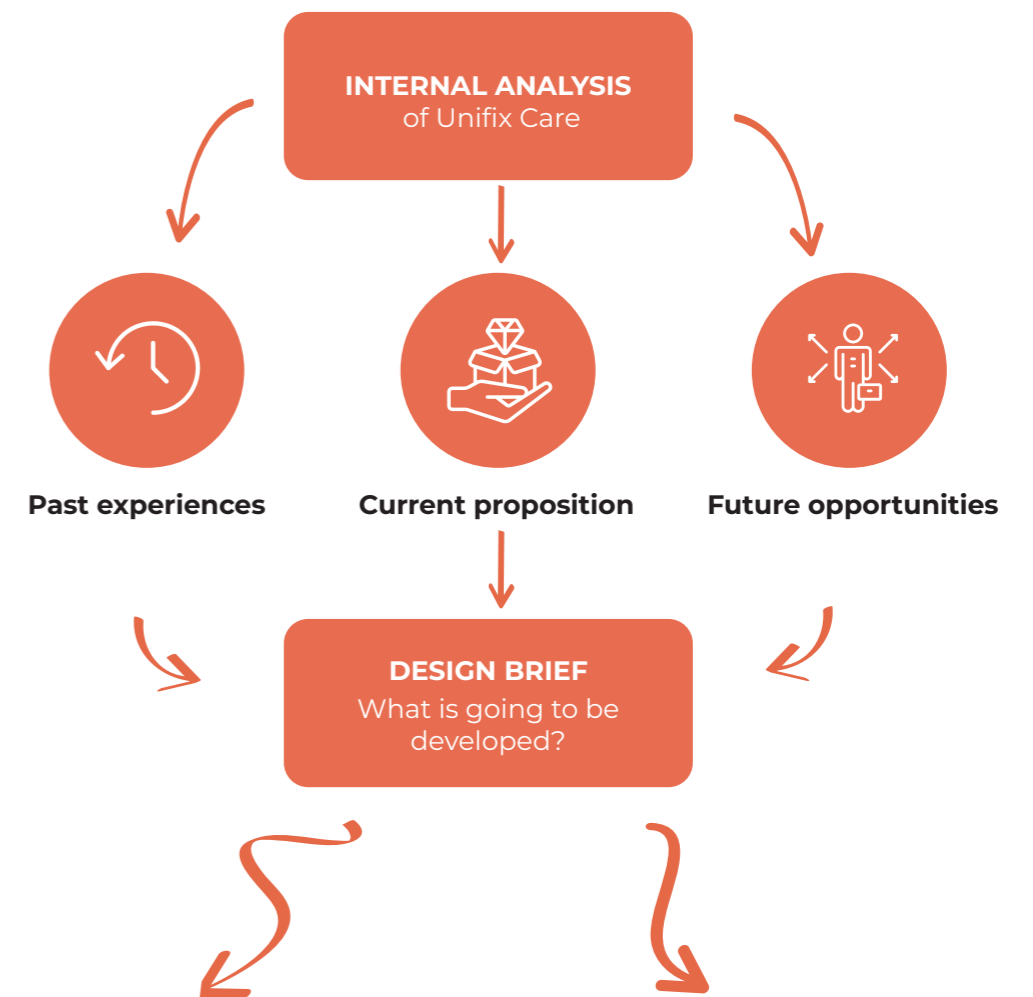 INTERNAL ANALYSIS
of Unifix Care
Past experiences
Current proposition
Future opportunities
DESIGN BRIEF
What is going to be
developed?